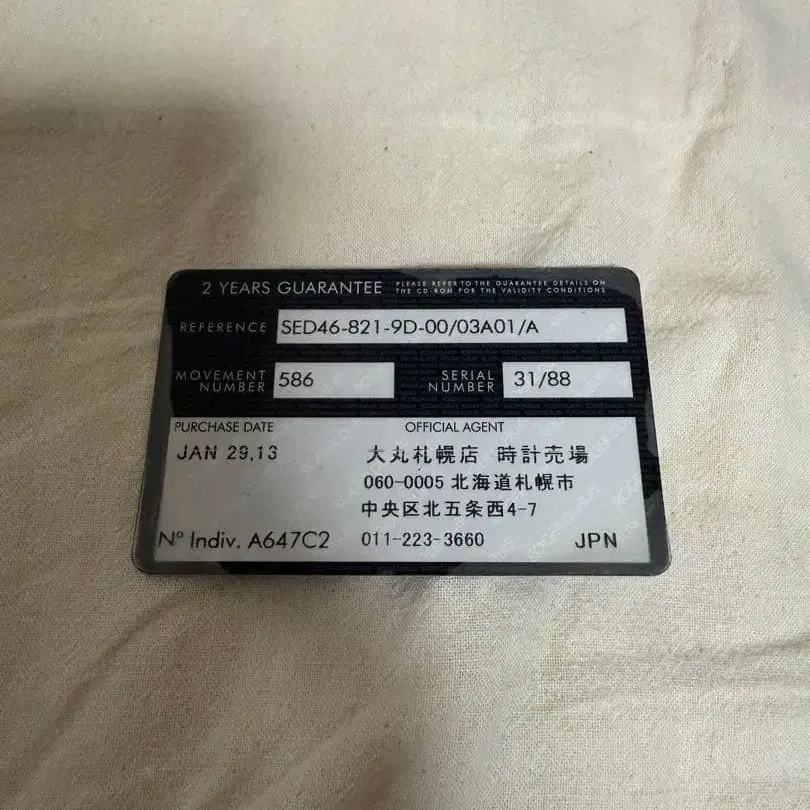 2 YEARS GUARANTEE PLEASE REFER TO THE GUARANTEE DETAILS ON
THE CD-ROM FOR THE VALIDITY CONDITIONS
REFERENCE SED46-821-9D-00/03A01/A
MOVEMENT NUMBER 586 SERIAL NUMBER 31/88
PURCHASE DATE OFFICIAL AGENT
JAN 29,13 大丸札幌店 時計売場
060-0005 北海道札幌市
中央区北五条西4-7
Nº Indiv. A647C2 011-223-3660 JPN